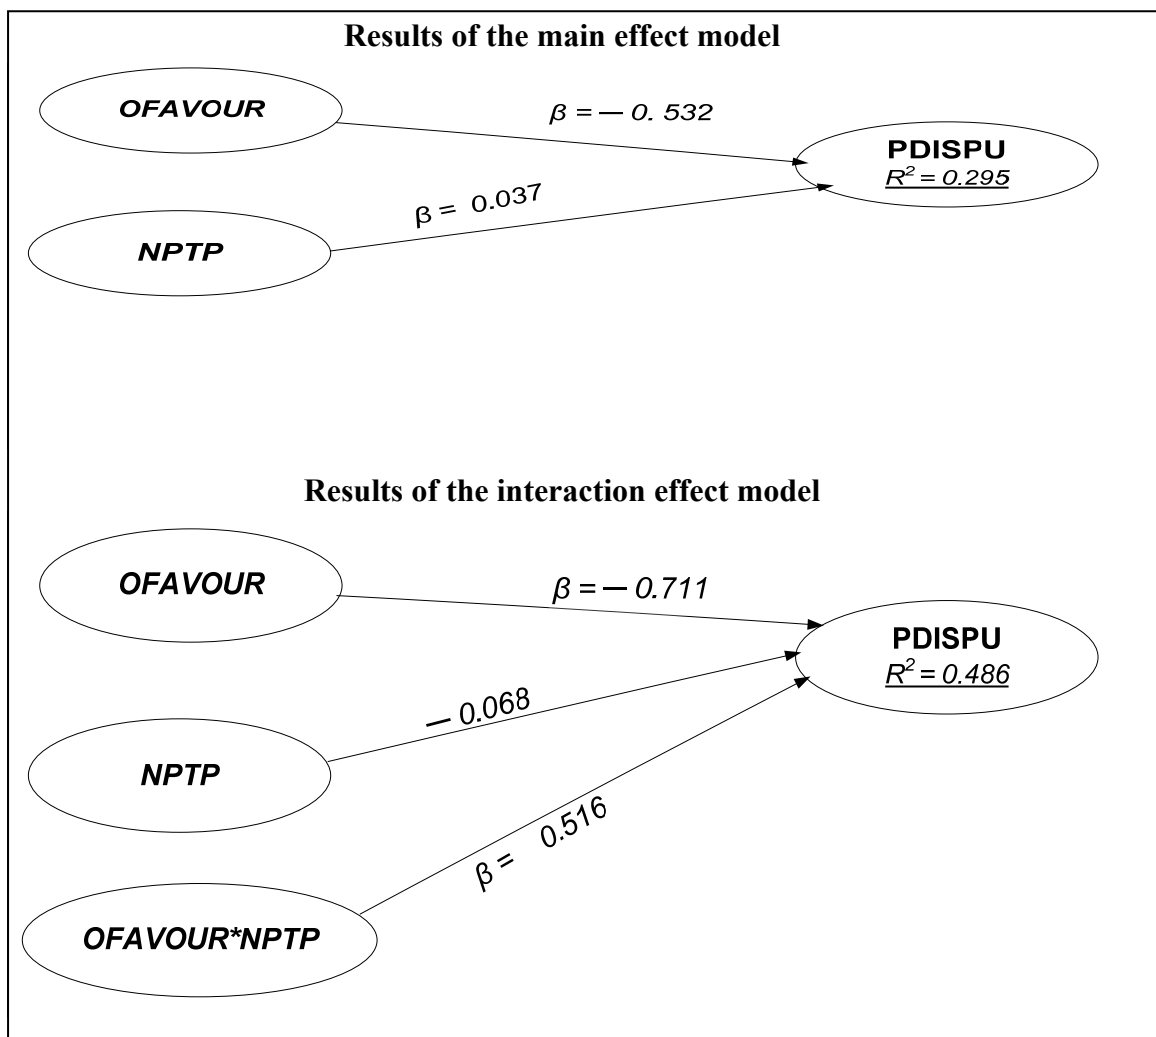 Results of the main effect model
OFAVOUR
β = — 0. 532
PDISPU
R² = 0.295
β = 0.037
NPTP
Results of the interaction effect model
OFAVOUR
β = — 0.711
PDISPU
R² = 0.486
— 0.068
NPTP
β = 0.516
OFAVOUR*NPTP